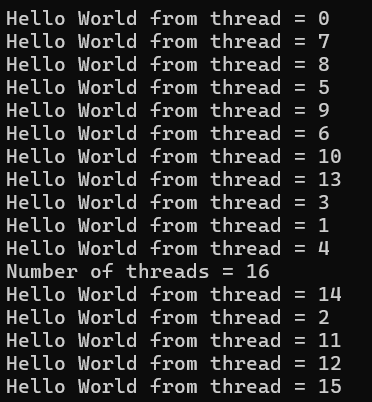 Hello World from thread = 0
Hello World from thread = 7
Hello World from thread = 8
Hello World from thread = 5
Hello World from thread = 9
Hello World from thread = 6
Hello World from thread = 10
Hello World from thread = 13
Hello World from thread = 3
Hello World from thread = 1
Hello World from thread = 4
Number of threads = 16
Hello World from thread = 14
Hello World from thread = 2
Hello World from thread = 11
Hello World from thread = 12
Hello World from thread = 15